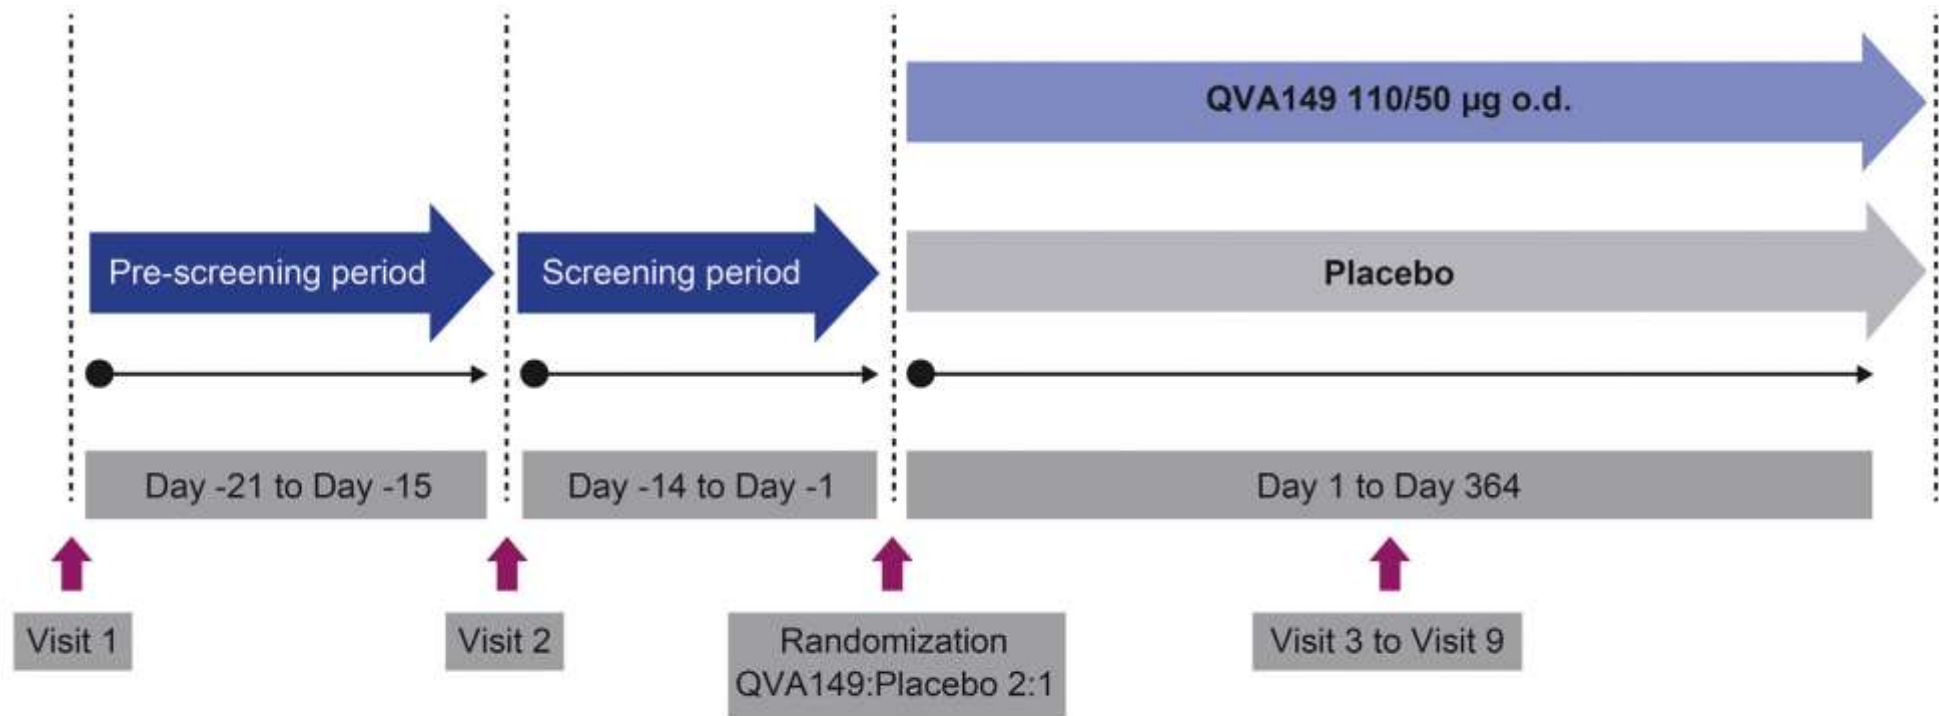 QVA149 110/50 µg o.d.
Pre-screening period
Screening period
Placebo
Day -21 to Day -15
Day -14 to Day -1
Day 1 to Day 364
Visit 1
Visit 2
Randomization
QVA149:Placebo 2:1
Visit 3 to Visit 9